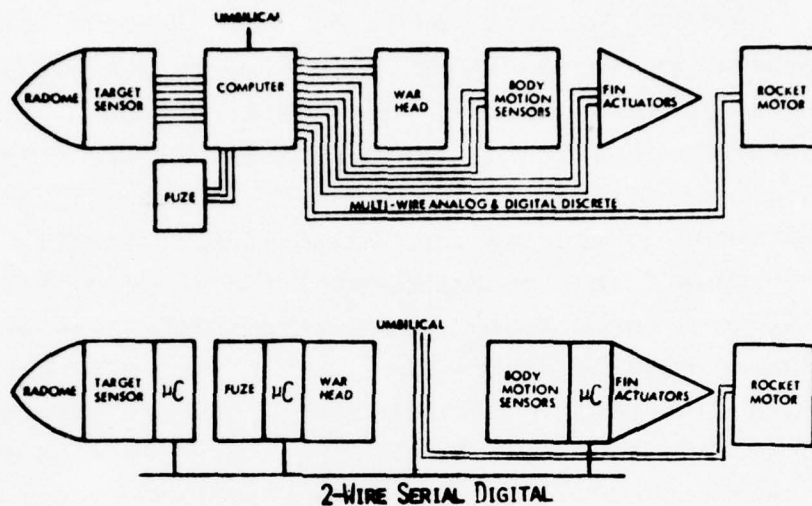 UMBILICAL
RADOME
TARGET
SENSOR
COMPUTER
WAR
HEAD
BODY
MOTION
SENSORS
FIN
ACTUATORS
ROCKET
MOTOR
FUZE
MULTI-WIRE ANALOG & DIGITAL DISCRETE
UMBILICAL
RADOME
TARGET
SENSOR
μC
FUZE
μC
WAR
HEAD
BODY
MOTION
SENSORS
μC
FIN
ACTUATORS
ROCKET
MOTOR
2-WIRE SERIAL DIGITAL